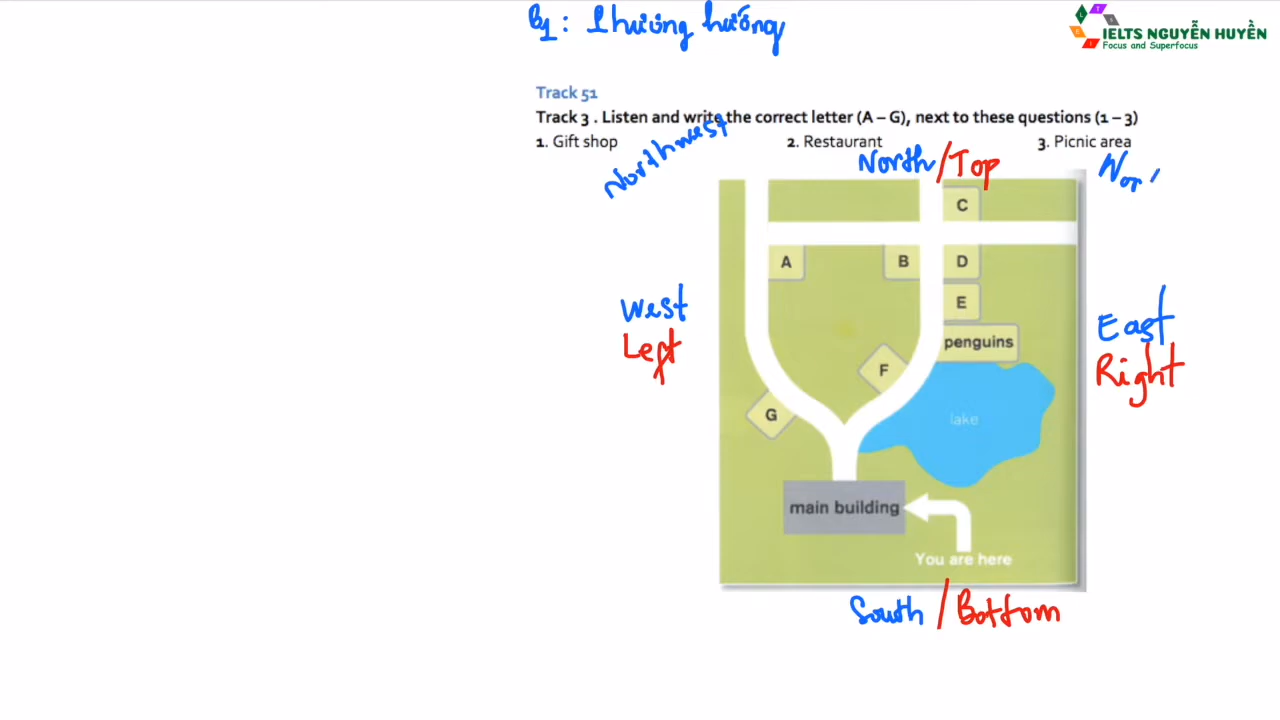 B1: Phương hướng
IELTS NGUYỄN HUYỀN
Focus and Superfocus
Track 51
Track 3 . Listen and write the correct letter (A – G), next to these questions (1 – 3)
1. Gift shop 2. Restaurant 3. Picnic area
Northwest North/Top Nor
C
A B D
E
West
Left
East
Right
penguins
F
G
lake
main building
You are here
South/Bottom